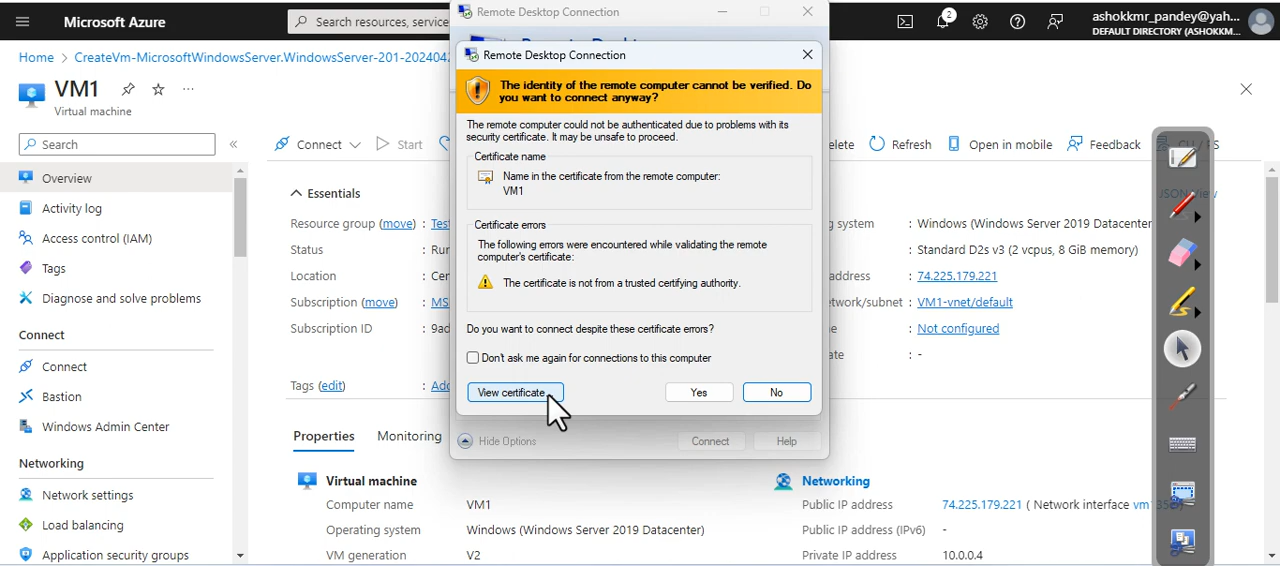 Microsoft Azure
Search resources, service
2
ashokkmr_pandey@yah...
DEFAULT DIRECTORY (ASHOKKM...
Home > CreateVm-MicrosoftWindowsServer.WindowsServer-201-2024042
VM1
Virtual machine
Search
Connect
Start
Refresh
Open in mobile
Feedback
Overview
Activity log
Access control (IAM)
Tags
Diagnose and solve problems
Connect
Connect
Bastion
Windows Admin Center
Networking
Network settings
Load balancing
Application security groups
Essentials
Resource group (move) :
Status :
Location :
Subscription (move) :
Subscription ID :
Tags (edit) :
: Windows (Windows Server 2019 Datacenter
: Standard D2s v3 (2 vcpus, 8 GiB memory)
: 74.225.179.221
: VM1-vnet/default
: Not configured
: -
Remote Desktop Connection
Remote Desktop Connection
The identity of the remote computer cannot be verified. Do
you want to connect anyway?
The remote computer could not be authenticated due to problems with its
security certificate. It may be unsafe to proceed.
Certificate name
Name in the certificate from the remote computer:
VM1
Certificate errors
The following errors were encountered while validating the remote
computer's certificate:
The certificate is not from a trusted certifying authority.
Do you want to connect despite these certificate errors?
Don't ask me again for connections to this computer
View certificate...
Yes
No
Hide Options
Connect
Help
Properties
Monitoring
Virtual machine
Computer name VM1
Operating system Windows (Windows Server 2019 Datacenter)
VM generation V2
Networking
Public IP address 74.225.179.221 ( Network interface
Public IP address (IPv6) -
Private IP address 10.0.0.4